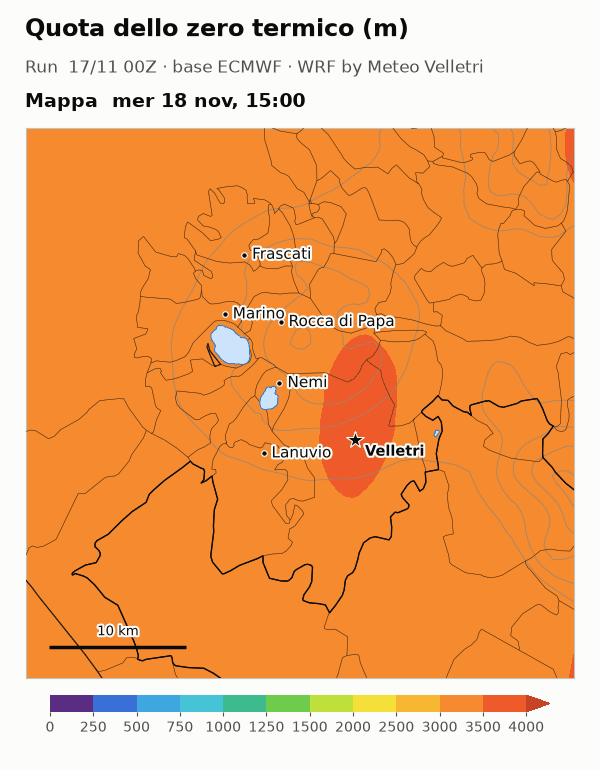 Quota dello zero termico (m)
Run  17/11 00Z · base ECMWF · WRF by Meteo Velletri
Mappa  mer 18 nov, 15:00
Frascati
Marino
Rocca di Papa
Nemi
Velletri
Lanuvio
10 km
0 250 500 750 1000 1250 1500 2000 2500 3000 3500 4000